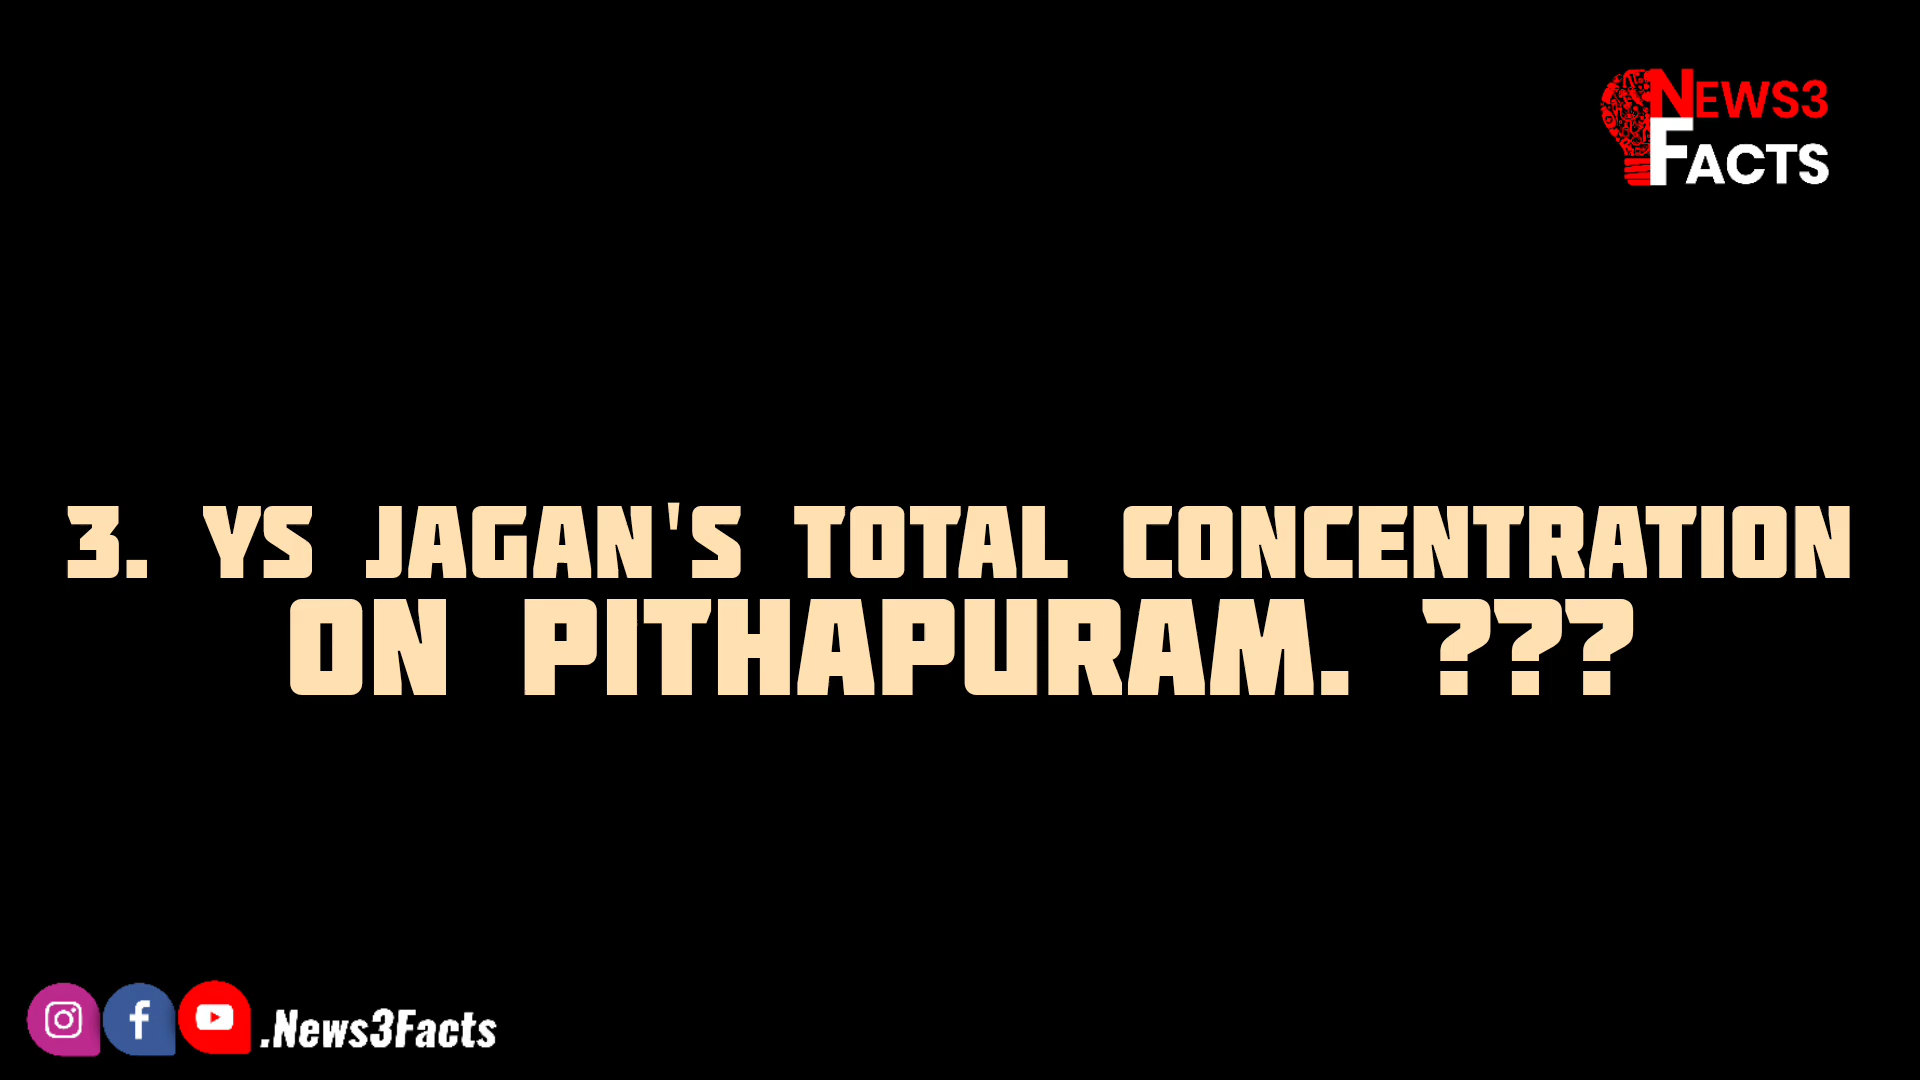 NEWS3
FACTS
3. YS JAGAN'S TOTAL CONCENTRATION
ON PITHAPURAM. ???
.News3Facts